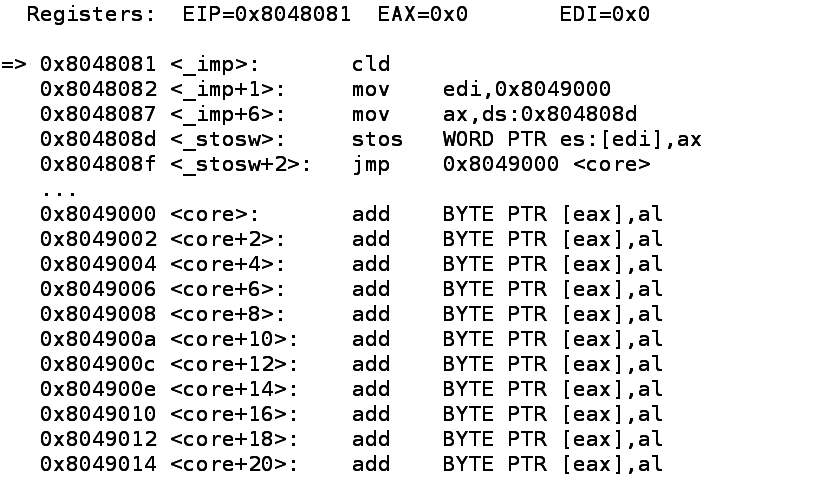 Registers:  EIP=0x8048081  EAX=0x0        EDI=0x0
=> 0x8048081 <_imp>:        cld
0x8048082 <_imp+1>:      mov    edi,0x8049000
0x8048087 <_imp+6>:      mov    ax,ds:0x804808d
0x804808d <_stosw>:      stos   WORD PTR es:[edi],ax
0x804808f <_stosw+2>:    jmp    0x8049000 <core>
...
0x8049000 <core>:        add    BYTE PTR [eax],al
0x8049002 <core+2>:      add    BYTE PTR [eax],al
0x8049004 <core+4>:      add    BYTE PTR [eax],al
0x8049006 <core+6>:      add    BYTE PTR [eax],al
0x8049008 <core+8>:      add    BYTE PTR [eax],al
0x804900a <core+10>:     add    BYTE PTR [eax],al
0x804900c <core+12>:     add    BYTE PTR [eax],al
0x804900e <core+14>:     add    BYTE PTR [eax],al
0x8049010 <core+16>:     add    BYTE PTR [eax],al
0x8049012 <core+18>:     add    BYTE PTR [eax],al
0x8049014 <core+20>:     add    BYTE PTR [eax],al